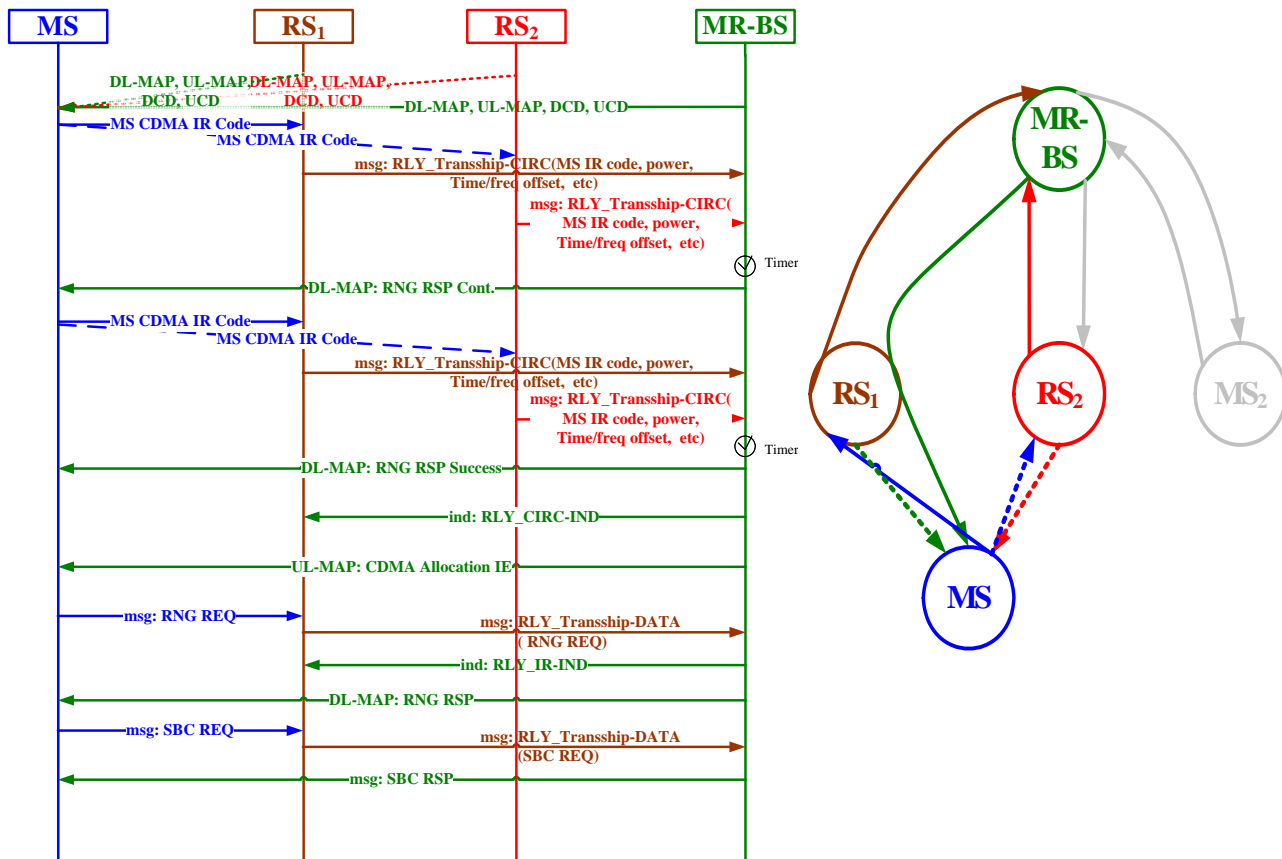 MS
RS1
RS2
MR-BS
DL-MAP, UL-MAP,
DCD, UCD
DL-MAP, UL-MAP,
DCD, UCD
DL-MAP, UL-MAP, DCD, UCD
MS CDMA IR Code
MS CDMA IR Code
msg: RLY_Transship-CIRC(MS IR code, power,
Time/freq offset, etc)
msg: RLY_Transship-CIRC(
MS IR code, power,
Time/freq offset, etc)
Timer
DL-MAP: RNG RSP Cont.
MS CDMA IR Code
MS CDMA IR Code
msg: RLY_Transship-CIRC(MS IR code, power,
Time/freq offset, etc)
msg: RLY_Transship-CIRC(
MS IR code, power,
Time/freq offset, etc)
Timer
DL-MAP: RNG RSP Success
ind: RLY_CIRC-IND
UL-MAP: CDMA Allocation IE
msg: RNG REQ
msg: RLY_Transship-DATA
( RNG REQ)
ind: RLY_IR-IND
DL-MAP: RNG RSP
msg: SBC REQ
msg: RLY_Transship-DATA
(SBC REQ)
msg: SBC RSP
MR-
BS
RS1
RS2
MS2
MS